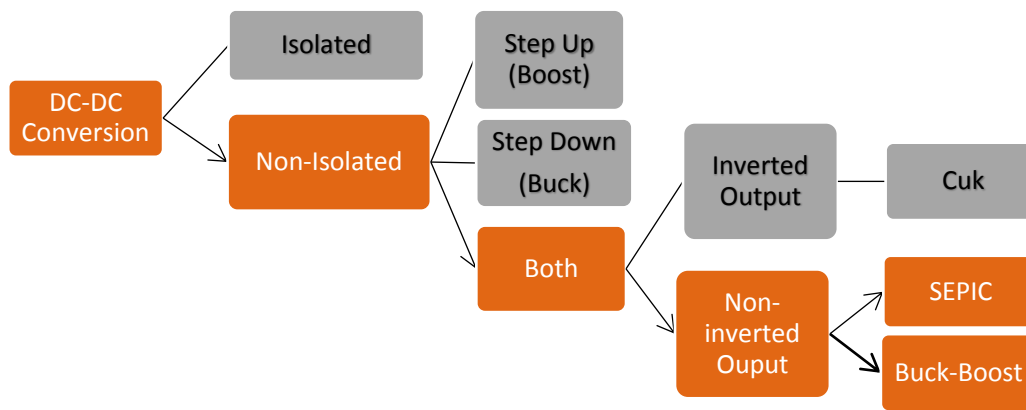 DC-DC
Conversion
Isolated
Non-Isolated
Step Up
(Boost)
Step Down
(Buck)
Both
Inverted
Output
Non-
inverted
Ouput
Cuk
SEPIC
Buck-Boost